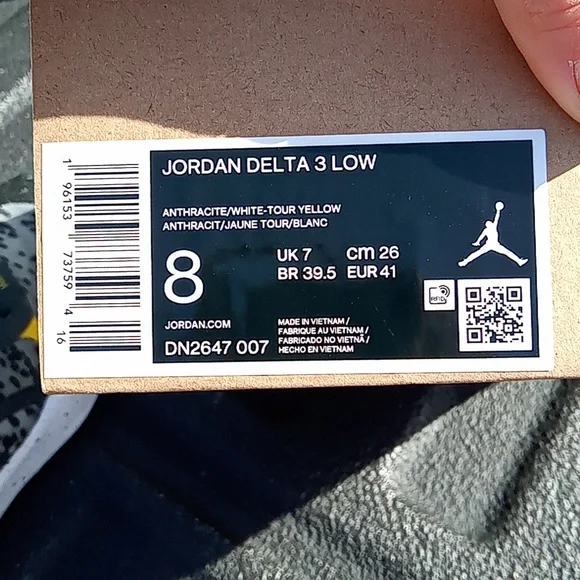 JORDAN DELTA 3 LOW
ANTHRACITE/WHITE-TOUR YELLOW
ANTHRACIT/JAUNE TOUR/BLANC
8
UK 7 cm 26
BR 39.5 EUR 41
RFID
JORDAN.COM
DN2647 007
MADE IN VIETNAM /
FABRIQUE AU VIETNAM /
FABRICADO NO VIETNÃ /
HECHO EN VIETNAM
1 96153 73759 4 16